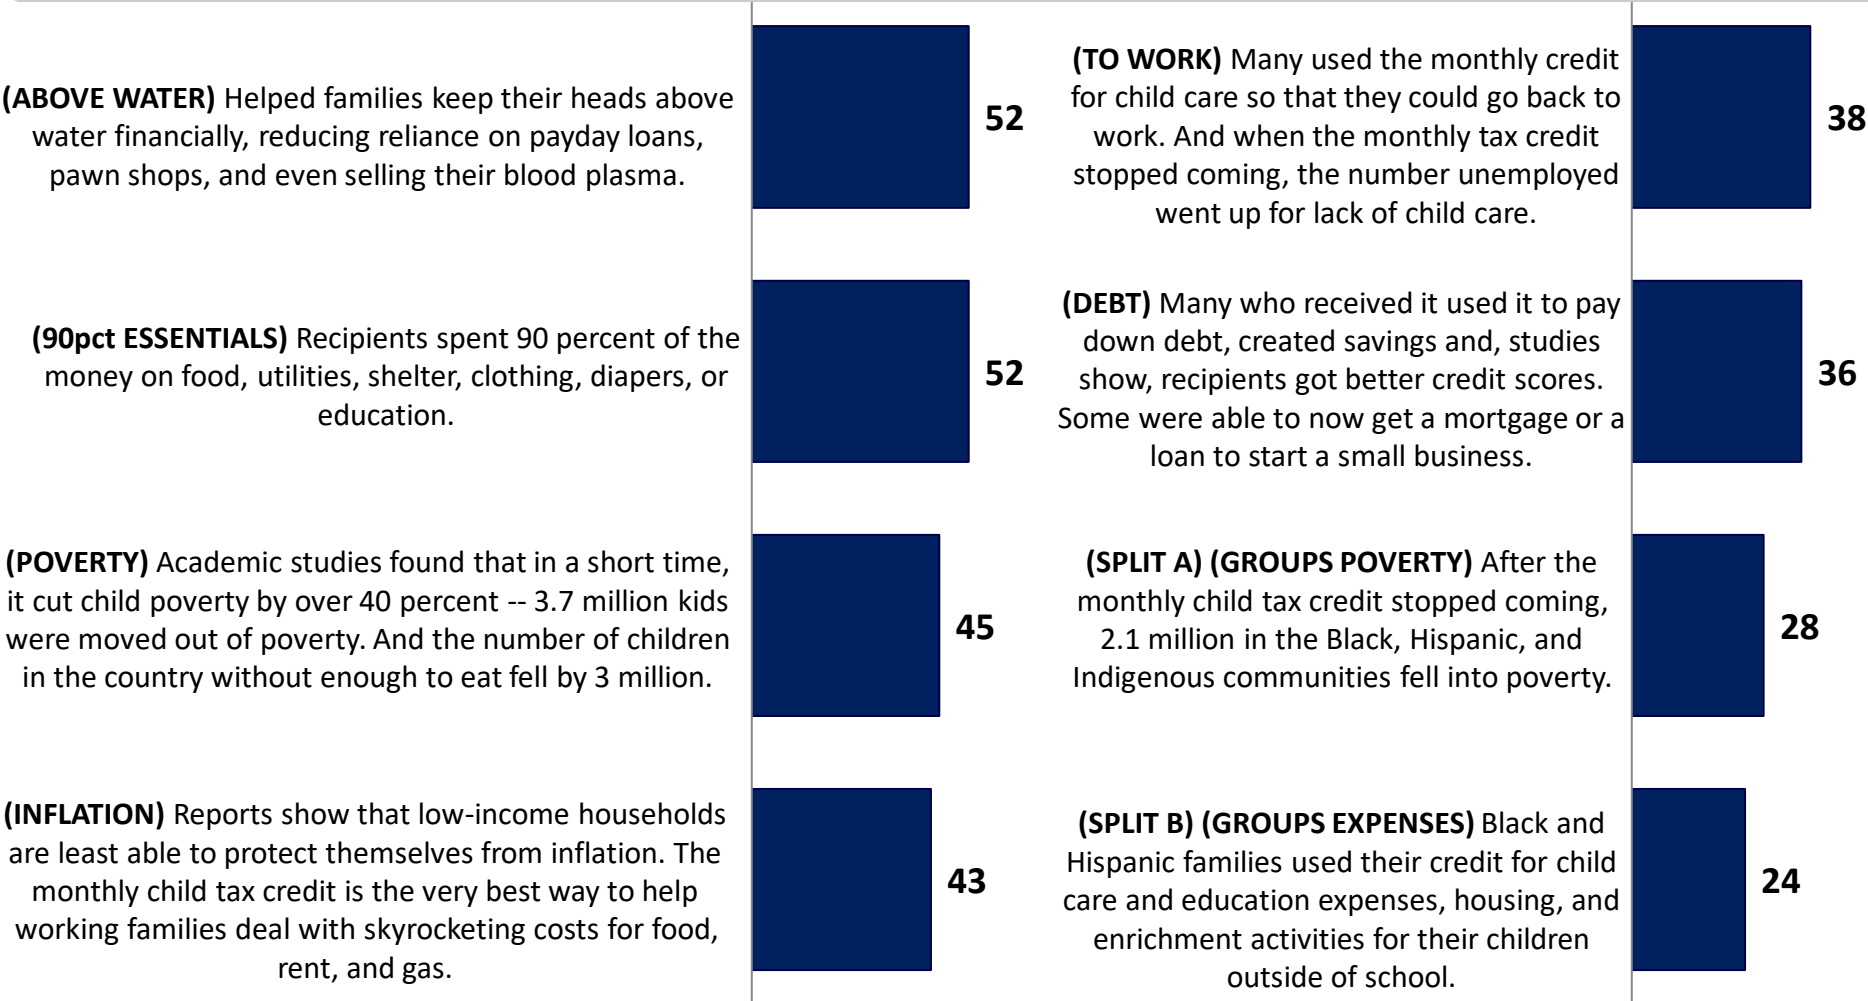 (ABOVE WATER) Helped families keep their heads above
water financially, reducing reliance on payday loans,
pawn shops, and even selling their blood plasma.
52
(90pct ESSENTIALS) Recipients spent 90 percent of the
money on food, utilities, shelter, clothing, diapers, or
education.
52
(POVERTY) Academic studies found that in a short time,
it cut child poverty by over 40 percent -- 3.7 million kids
were moved out of poverty. And the number of children
in the country without enough to eat fell by 3 million.
45
(INFLATION) Reports show that low-income households
are least able to protect themselves from inflation. The
monthly child tax credit is the very best way to help
working families deal with skyrocketing costs for food,
rent, and gas.
43
(TO WORK) Many used the monthly credit
for child care so that they could go back to
work. And when the monthly tax credit
stopped coming, the number unemployed
went up for lack of child care.
38
(DEBT) Many who received it used it to pay
down debt, created savings and, studies
show, recipients got better credit scores.
Some were able to now get a mortgage or a
loan to start a small business.
36
(SPLIT A) (GROUPS POVERTY) After the
monthly child tax credit stopped coming,
2.1 million in the Black, Hispanic, and
Indigenous communities fell into poverty.
28
(SPLIT B) (GROUPS EXPENSES) Black and
Hispanic families used their credit for child
care and education expenses, housing, and
enrichment activities for their children
outside of school.
24